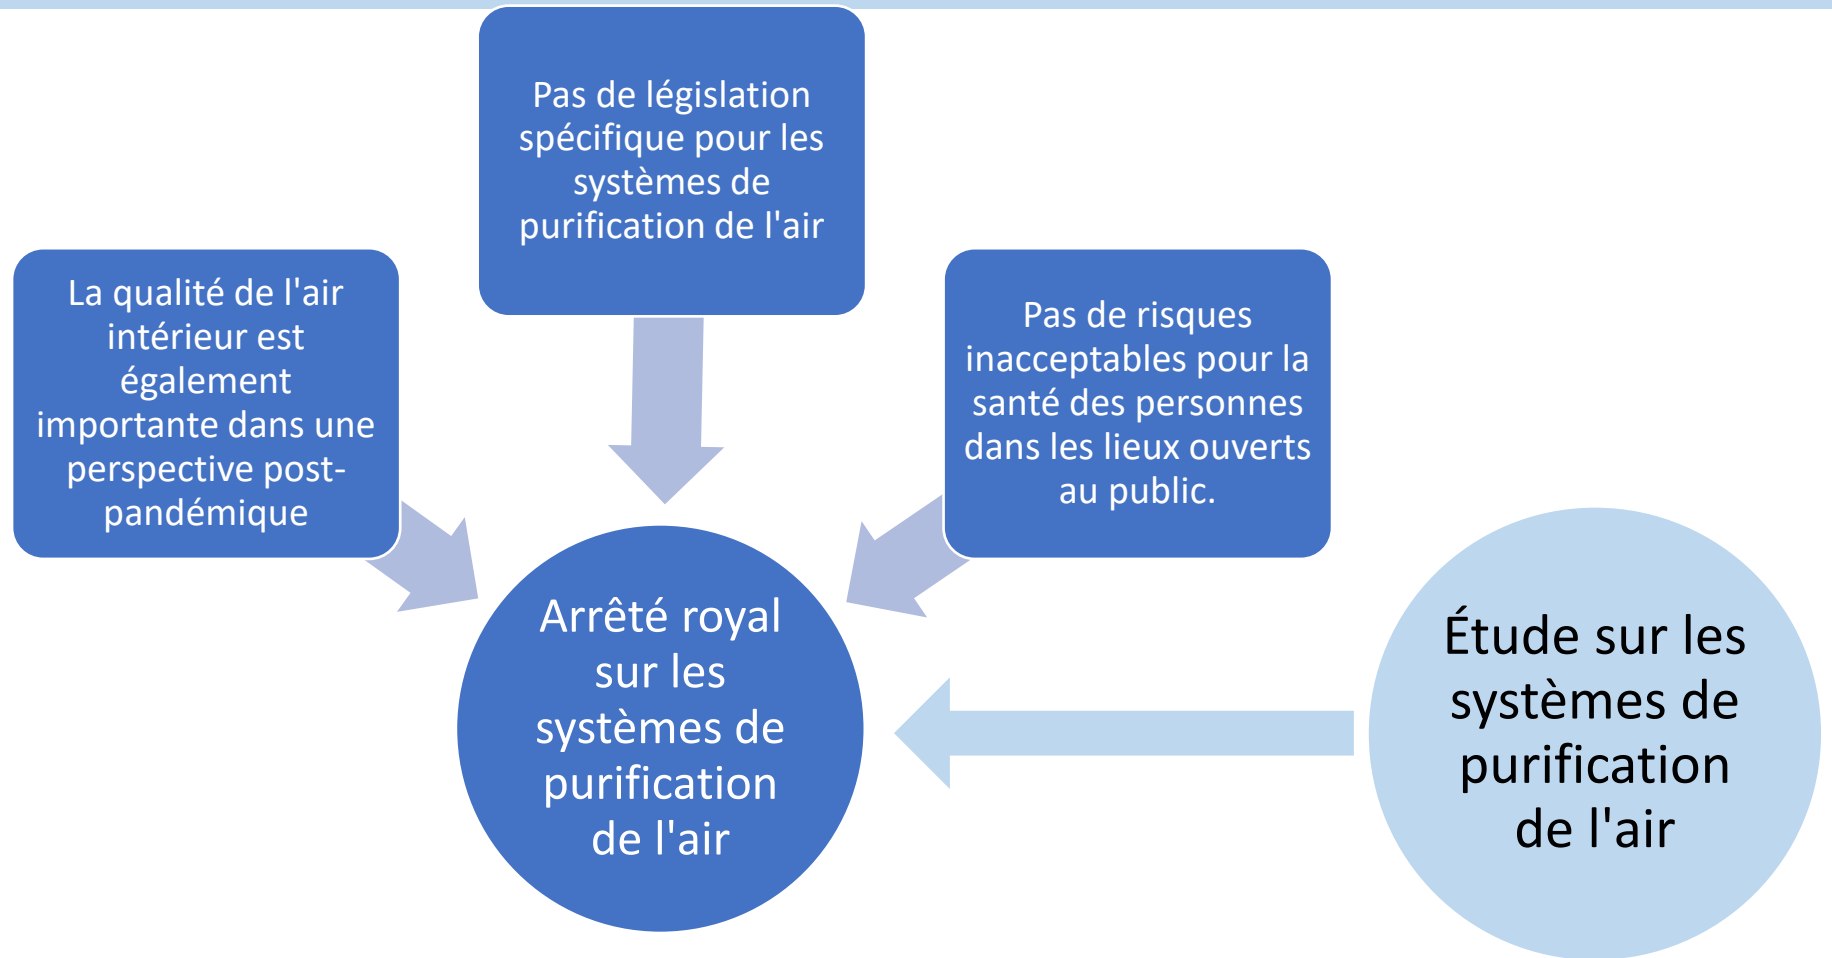 Pas de législation
spécifique pour les
systèmes de
purification de l'air
La qualité de l'air
intérieur est
également
importante dans une
perspective post-
pandémique
Pas de risques
inacceptables pour la
santé des personnes
dans les lieux ouverts
au public.
Arrêté royal
sur les
systèmes de
purification
de l'air
Étude sur les
systèmes de
purification
de l'air